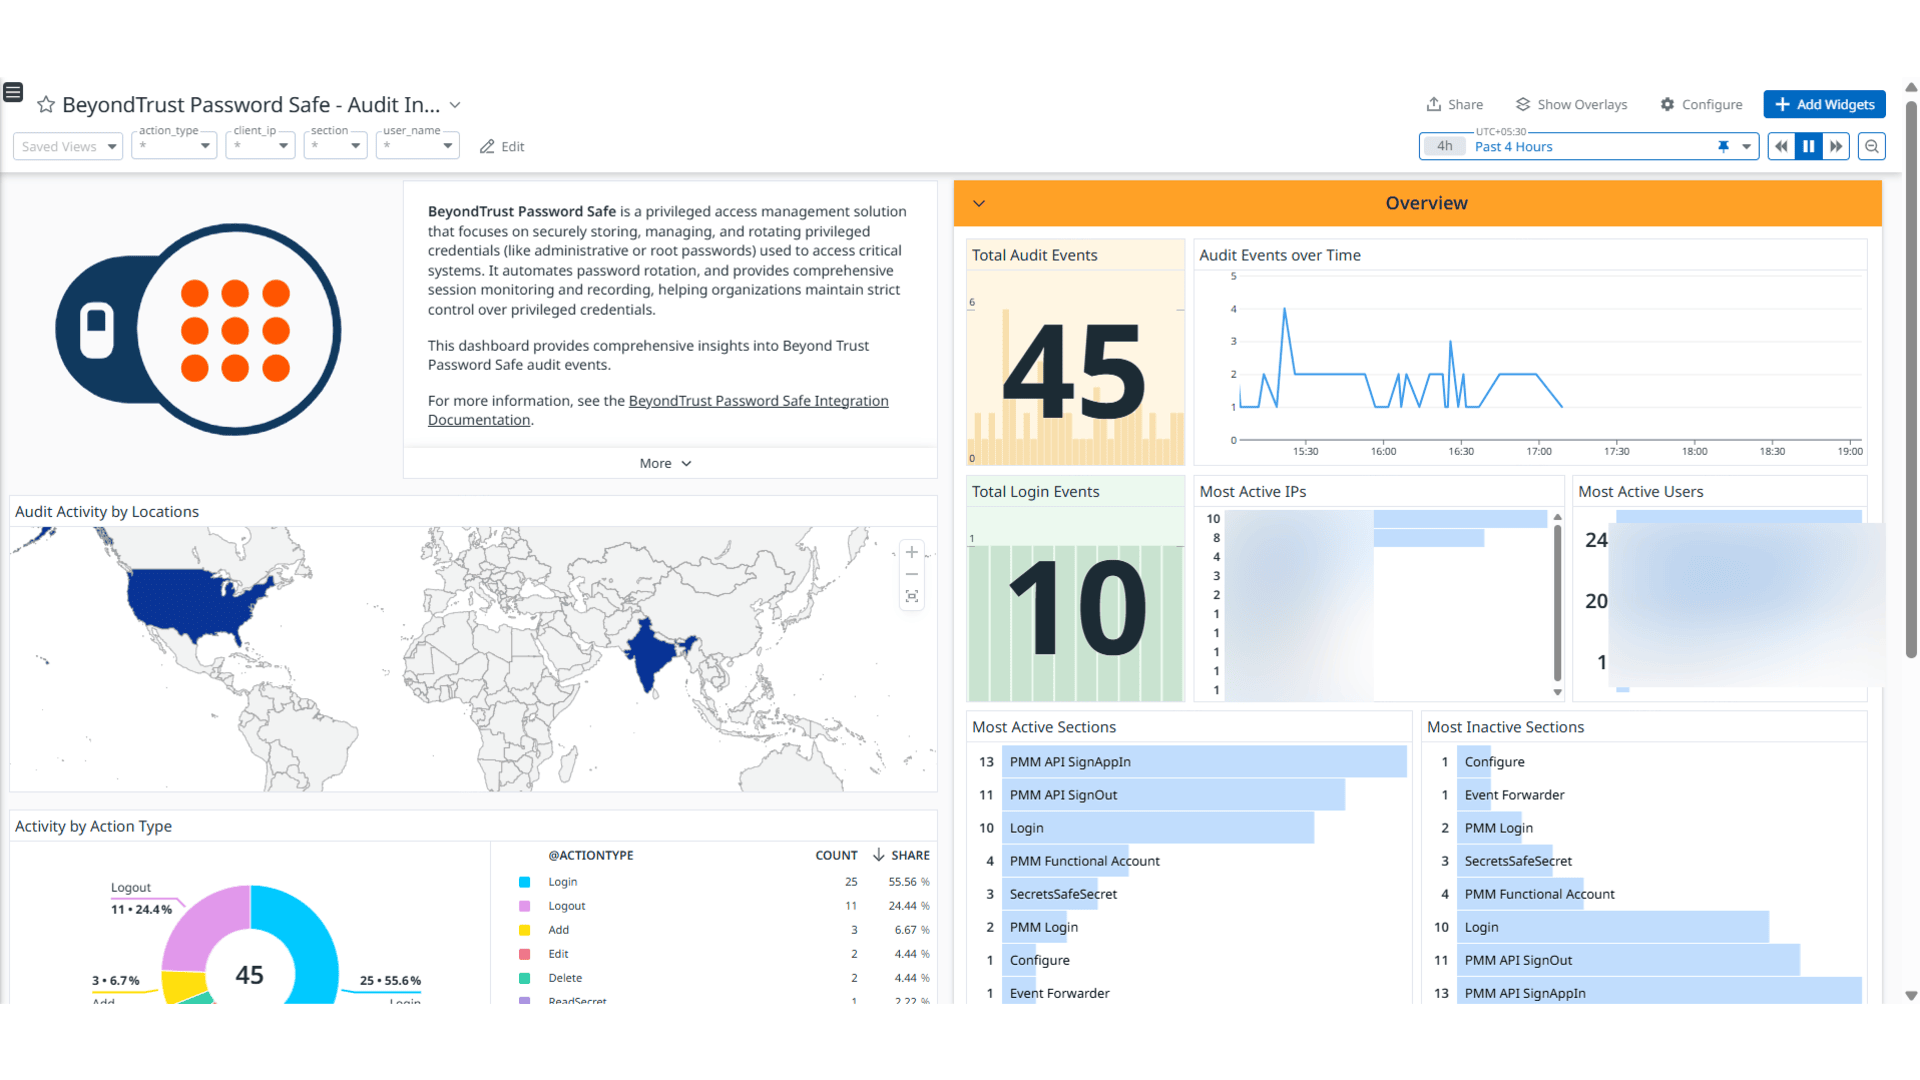 BeyondTrust Password Safe - Audit In...
Share
Show Overlays
Configure
Add Widgets
Saved Views
action_type
*
client_ip
*
section
*
user_name
*
Edit
UTC+05:30
4h
Past 4 Hours
BeyondTrust Password Safe is a privileged access management solution
that focuses on securely storing, managing, and rotating privileged
credentials (like administrative or root passwords) used to access critical
systems. It automates password rotation, and provides comprehensive
session monitoring and recording, helping organizations maintain strict
control over privileged credentials.
This dashboard provides comprehensive insights into Beyond Trust
Password Safe audit events.
For more information, see the BeyondTrust Password Safe Integration
Documentation.
More
Audit Activity by Locations
Activity by Action Type
Logout
11 • 24.4%
3 • 6.7%
Add
45
25 • 55.6%
Login
@ACTIONTYPE COUNT SHARE
Login 25 55.56 %
Logout 11 24.44 %
Add 3 6.67 %
Edit 2 4.44 %
Delete 2 4.44 %
ReadSecret 1 2.22 %
Overview
Total Audit Events
6
45
0
Audit Events over Time
5
4
3
2
1
0
15:30 16:00 16:30 17:00 17:30 18:00 18:30 19:00
Total Login Events
1
10
Most Active IPs
10
8
4
3
2
1
1
1
1
1
Most Active Users
24
20
1
Most Active Sections
13 PMM API SignAppIn
11 PMM API SignOut
10 Login
4 PMM Functional Account
3 SecretsSafeSecret
2 PMM Login
1 Configure
1 Event Forwarder
Most Inactive Sections
1 Configure
1 Event Forwarder
2 PMM Login
3 SecretsSafeSecret
4 PMM Functional Account
10 Login
11 PMM API SignOut
13 PMM API SignAppIn